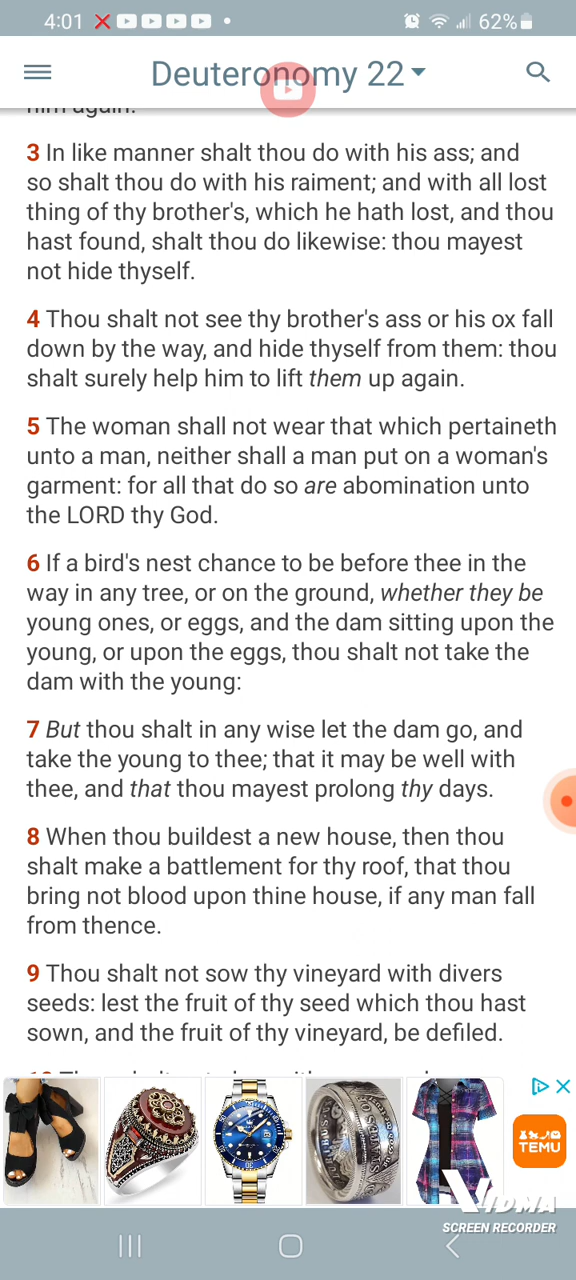 4:01
62%
Deuteronomy 22
him again.
3 In like manner shalt thou do with his ass; and
so shalt thou do with his raiment; and with all lost
thing of thy brother's, which he hath lost, and thou
hast found, shalt thou do likewise: thou mayest
not hide thyself.
4 Thou shalt not see thy brother's ass or his ox fall
down by the way, and hide thyself from them: thou
shalt surely help him to lift them up again.
5 The woman shall not wear that which pertaineth
unto a man, neither shall a man put on a woman's
garment: for all that do so are abomination unto
the LORD thy God.
6 If a bird's nest chance to be before thee in the
way in any tree, or on the ground, whether they be
young ones, or eggs, and the dam sitting upon the
young, or upon the eggs, thou shalt not take the
dam with the young:
7 But thou shalt in any wise let the dam go, and
take the young to thee; that it may be well with
thee, and that thou mayest prolong thy days.
8 When thou buildest a new house, then thou
shalt make a battlement for thy roof, that thou
bring not blood upon thine house, if any man fall
from thence.
9 Thou shalt not sow thy vineyard with divers
seeds: lest the fruit of thy seed which thou hast
sown, and the fruit of thy vineyard, be defiled.
TEMU
VIDMA
SCREEN RECORDER